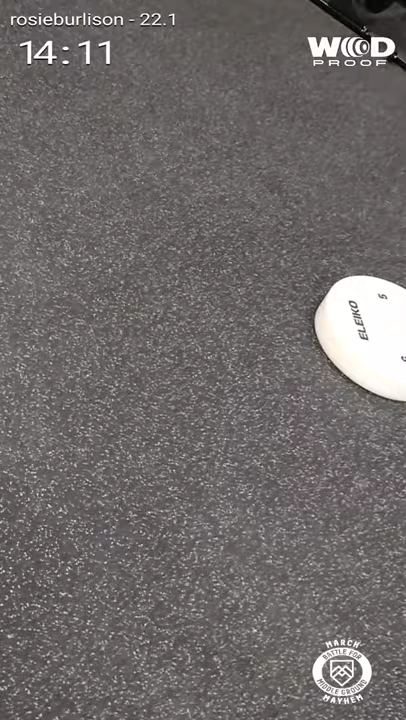 rosieburlison - 22.1
14:11
WOD
PROOF
5
ELEIKO
MARCH
BATTLE FOR
MIDDLE GROUND
MAYHEM